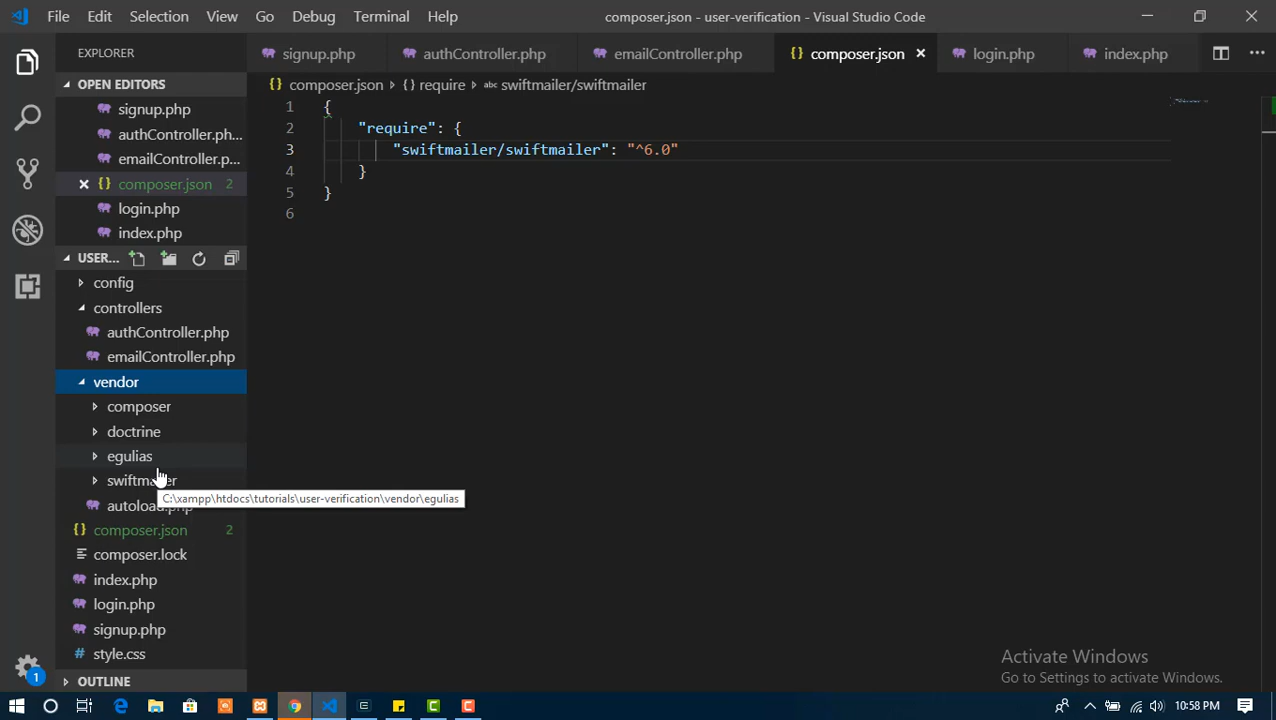 File Edit Selection View Go Debug Terminal Help composer.json - user-verification - Visual Studio Code
EXPLORER
signup.php authController.php emailController.php composer.json login.php index.php
OPEN EDITORS
composer.json require swiftmailer/swiftmailer
signup.php
authController.ph...
emailController.p...
composer.json 2
login.php
index.php
1 {
2 "require": {
3 "swiftmailer/swiftmailer": "^6.0"
4 }
5 }
6
USER...
config
controllers
authController.php
emailController.php
vendor
composer
doctrine
egulias
C:\xampp\htdocs\tutorials\user-verification\vendor\egulias
composer.json 2
composer.lock
index.php
login.php
signup.php
# style.css
OUTLINE
1
Activate Windows
Go to Settings to activate Windows.
10:58 PM